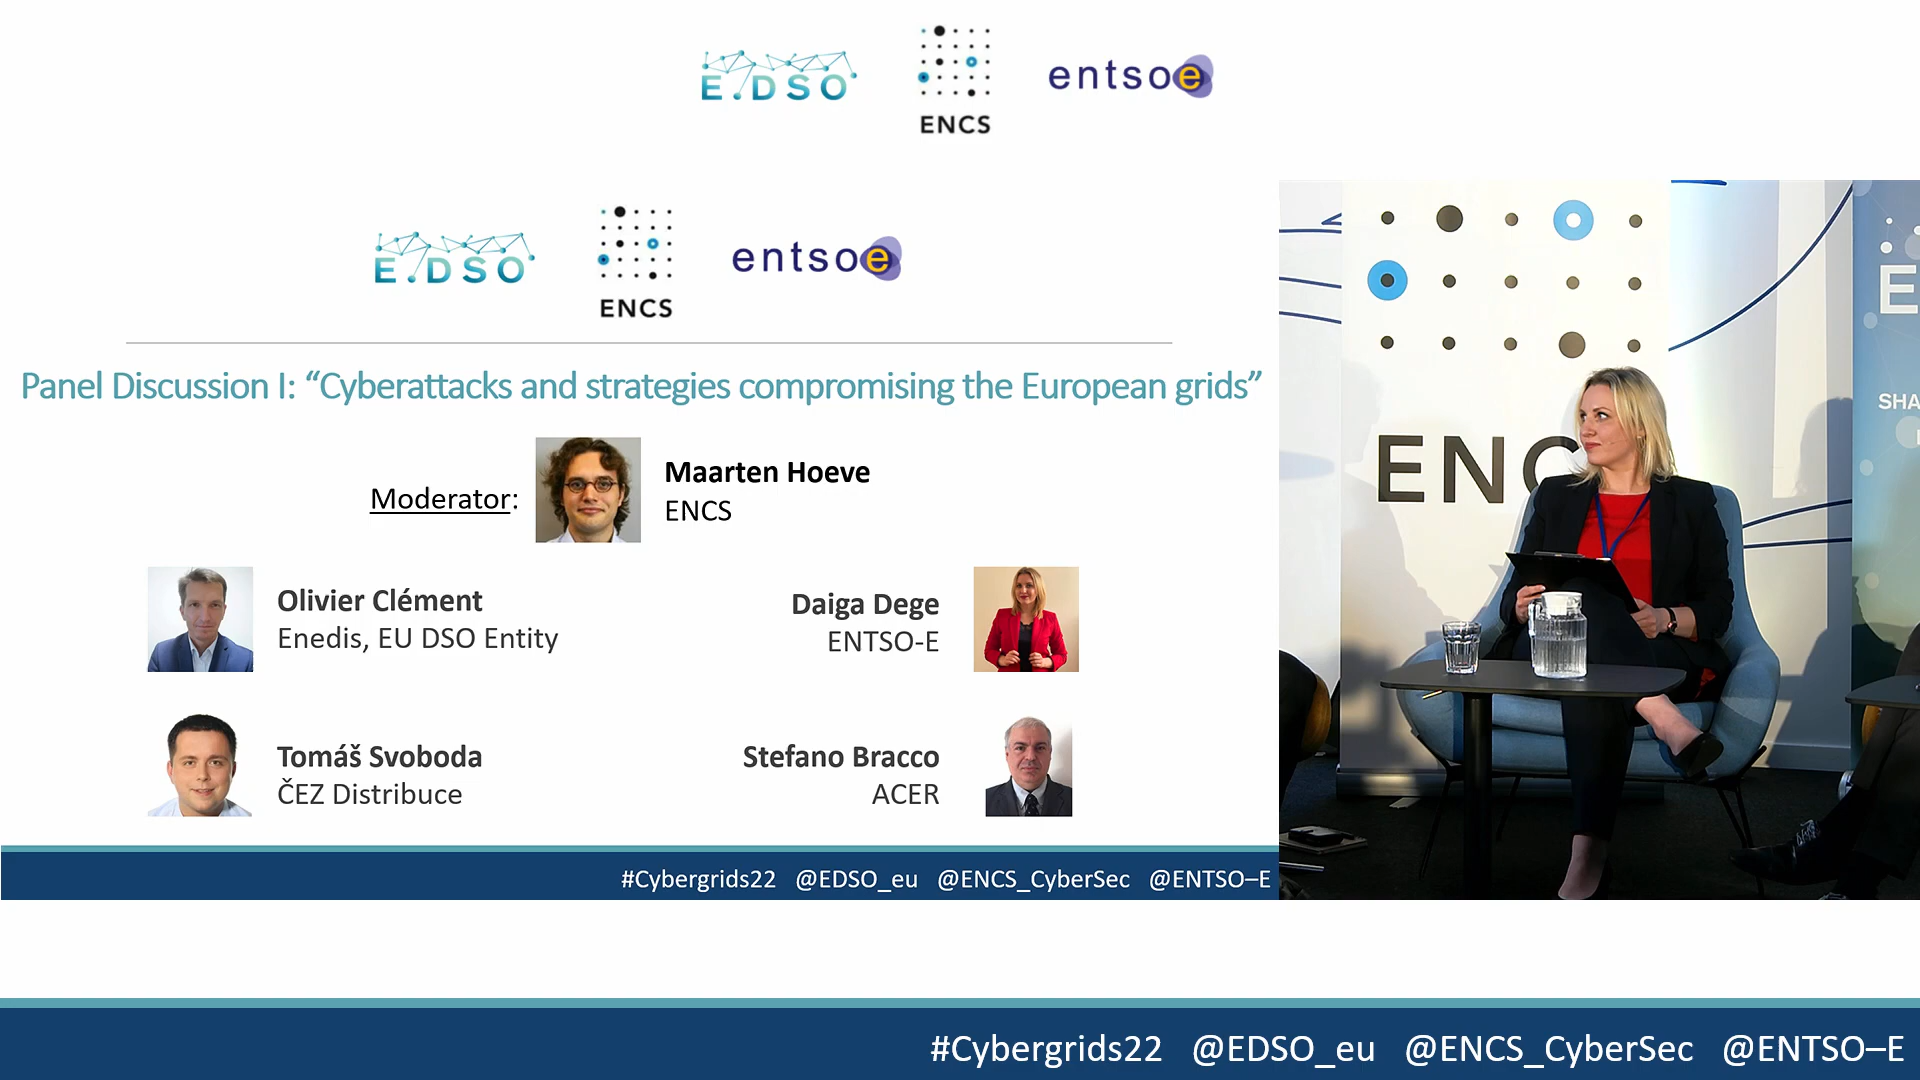 E.DSO
ENCS
entsoe
E.DSO
ENCS
entsoe
Panel Discussion I: “Cyberattacks and strategies compromising the European grids”
Moderator:
Maarten Hoeve
ENCS
Olivier Clément
Enedis, EU DSO Entity
Daiga Dege
ENTSO-E
Tomáš Svoboda
ČEZ Distribuce
Stefano Bracco
ACER
#Cybergrids22 @EDSO_eu @ENCS_CyberSec @ENTSO–E
ENC
E
SHA
#Cybergrids22 @EDSO_eu @ENCS_CyberSec @ENTSO–E